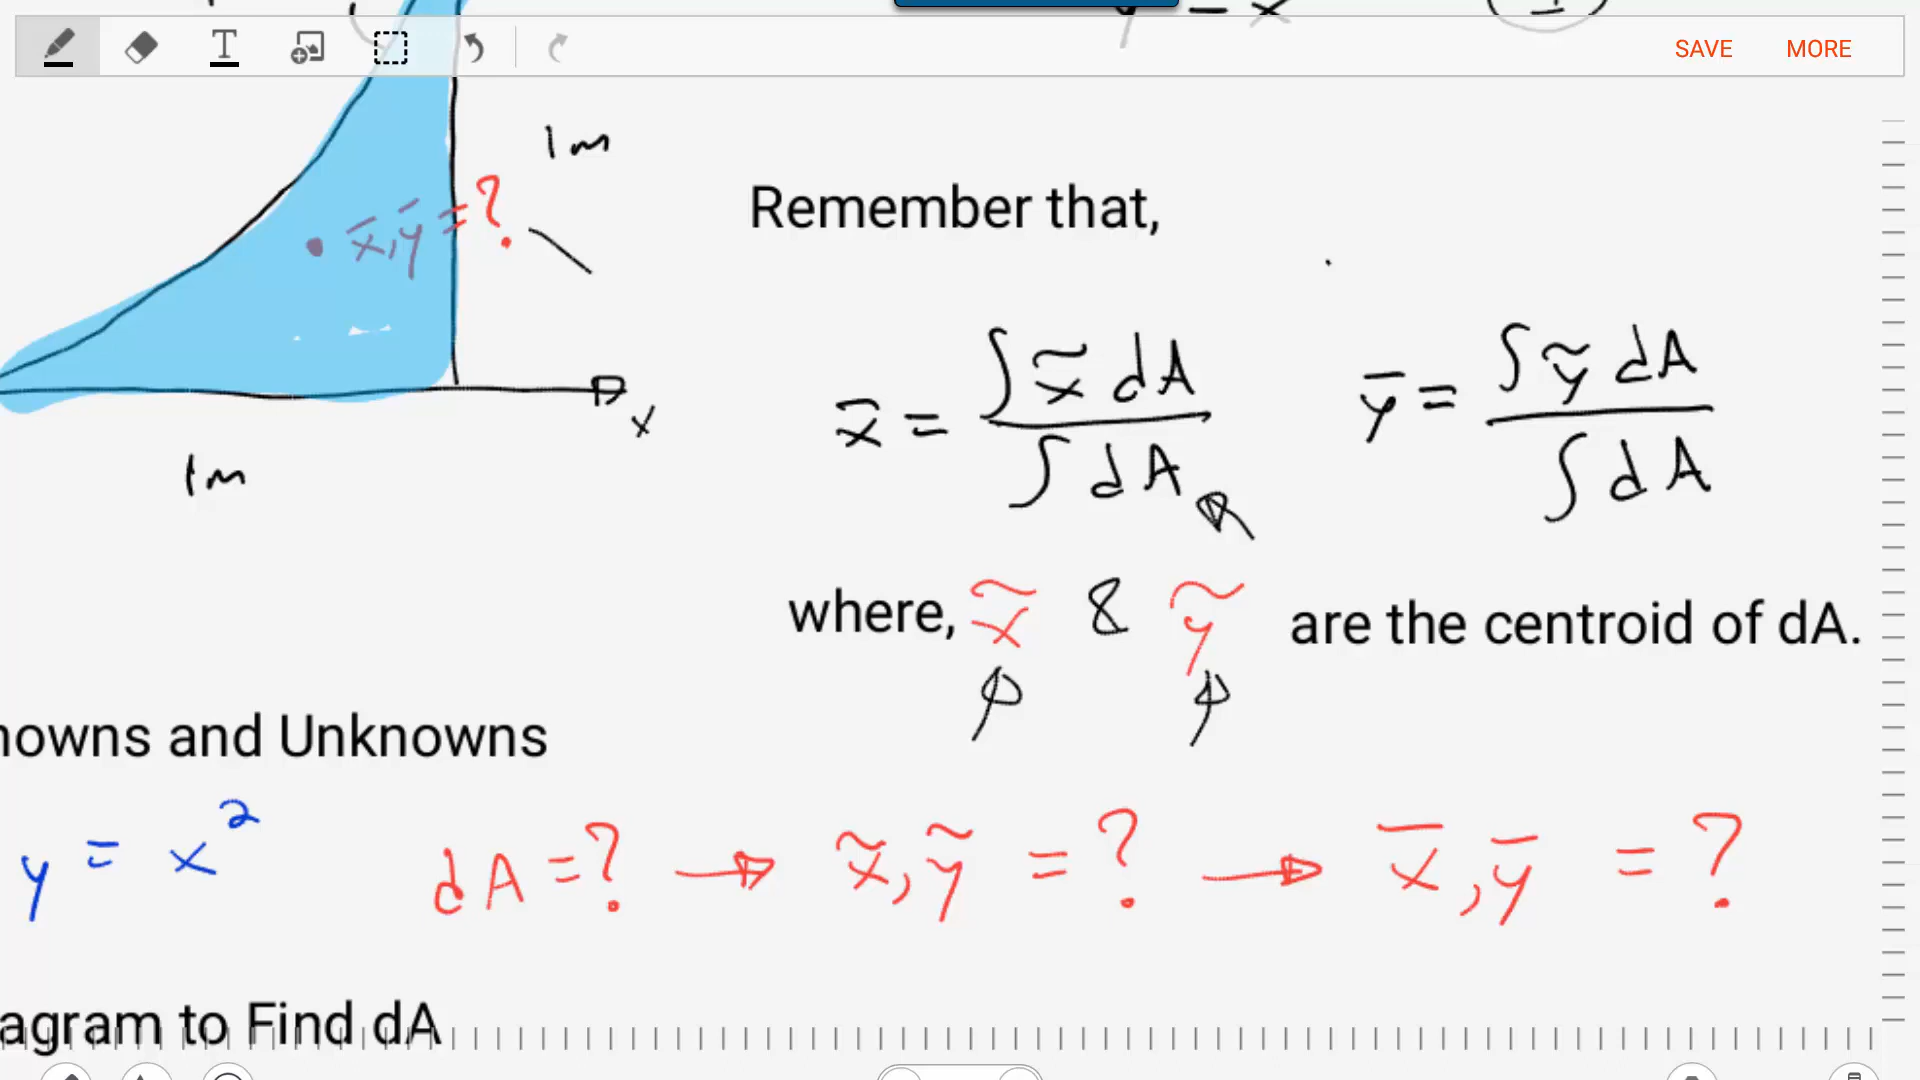 y = x
T SAVE MORE
1m
x̄, ȳ = ?
Remember that,
x
1m
x̄ = ∫ x̃ dA / ∫ dA ȳ = ∫ ỹ dA / ∫ dA
where, x̃ & ỹ are the centroid of dA.
nowns and Unknowns
y = x² dA = ? → x̃, ỹ = ? → x̄, ȳ = ?
agram to Find dA